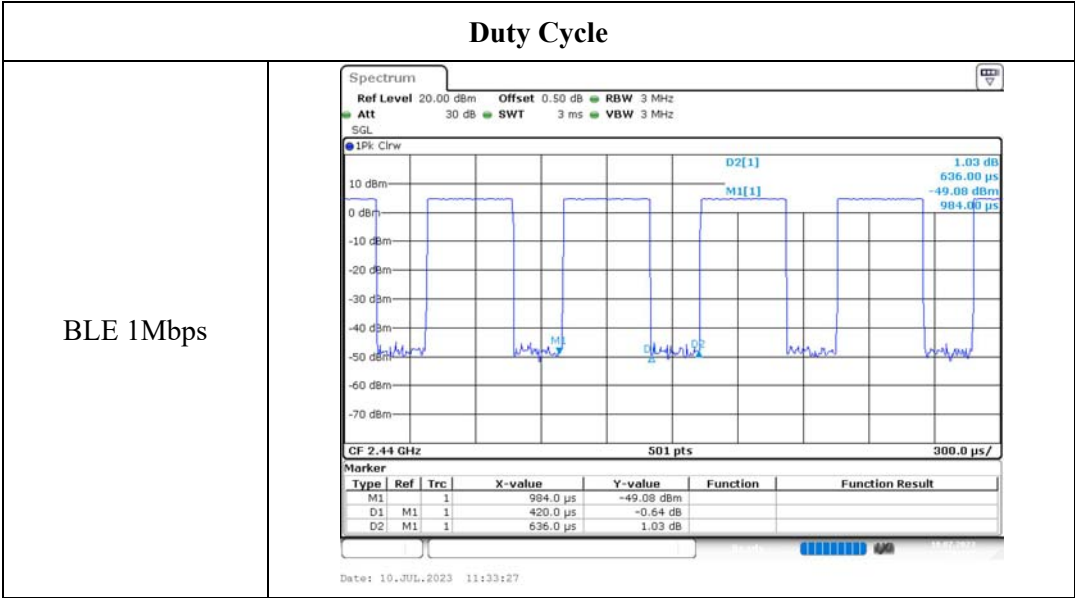 Duty Cycle
BLE 1Mbps
Spectrum
Ref Level 20.00 dBm Offset 0.50 dB RBW 3 MHz
Att 30 dB SWT 3 ms VBW 3 MHz
SGL
1Pk Clrw
D2[1] 1.03 dB
636.00 µs
10 dBm
M1[1] -49.08 dBm
984.00 µs
0 dBm
-10 dBm
-20 dBm
-30 dBm
-40 dBm
M1 D1 D2
-50 dBm
-60 dBm
-70 dBm
CF 2.44 GHz 501 pts 300.0 µs/
Marker
Type Ref Trc X-value Y-value Function Function Result
M1 1 984.0 µs -49.08 dBm
D1 M1 1 420.0 µs -0.64 dB
D2 M1 1 636.0 µs 1.03 dB
Date: 10.JUL.2023 11:33:27